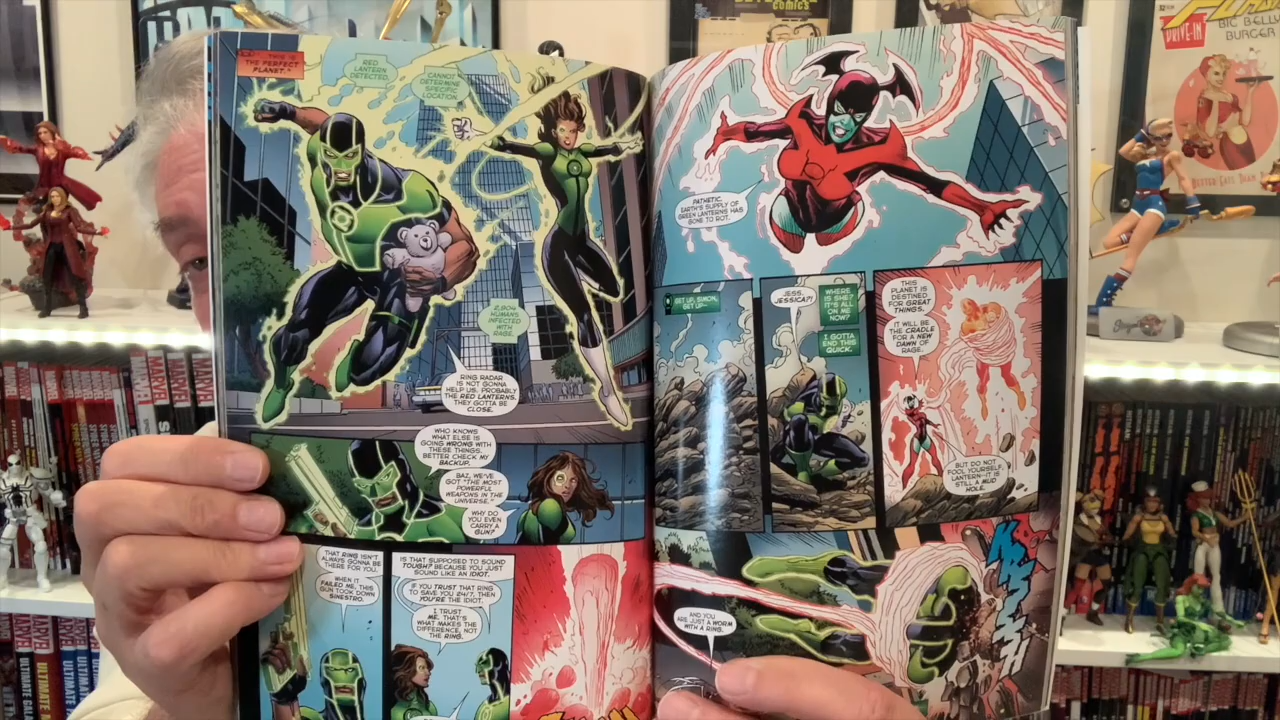 THE PERFECT
PLANET."
RED
LANTERN
DETECTED.
CANNOT
DETERMINE
SPECIFIC
LOCATION.
2,904
HUMANS
INFECTED
WITH
RAGE.
RING RADAR
IS NOT GONNA
HELP US. PROBABLY
THE RED LANTERNS.
THEY GOTTA BE
CLOSE.
WHO KNOWS
WHAT ELSE IS
GOING WRONG WITH
THESE THINGS.
BETTER CHECK MY
BACKUP.
BAZ, WE'VE
GOT "THE MOST
POWERFUL
WEAPONS IN THE
UNIVERSE."
WHY DO
YOU EVEN
CARRY A
GUN?
THAT RING ISN'T
ALWAYS GONNA BE
THERE FOR YOU.
WHEN IT
FAILED ME, THIS
GUN TOOK DOWN
SINESTRO.
IS THAT SUPPOSED TO SOUND
TOUGH? BECAUSE YOU JUST
SOUND LIKE AN IDIOT.
IF YOU TRUST THAT RING
TO SAVE YOU 24/7, THEN
YOU'RE THE IDIOT.
I TRUST
ME. THAT'S
WHAT MAKES THE
DIFFERENCE, NOT
THE RING.
PATHETIC.
EARTH'S SUPPLY OF
GREEN LANTERNS HAS
GONE TO ROT.
GET UP, SIMON,
GET UP--
JESS.
JESSICA?!
WHERE
IS SHE?
IT'S ALL
ON ME
NOW?
I GOTTA
END THIS
QUICK.
THIS
PLANET IS
DESTINED
FOR GREAT
THINGS.
IT WILL BE
THE CRADLE
FOR A NEW
DAWN OF
RAGE.
BUT DO NOT
FOOL YOURSELF,
LANTERN--IT IS
STILL A MUD
HOLE.
AND YOU
ARE JUST A WORM
WITH A RING.
DRIVE-IN
BIG BELLY
BURGER
MARVEL
MARVEL
MARVEL
MARVEL
ULTIMATE
ULTIMATE
ULTIMATE